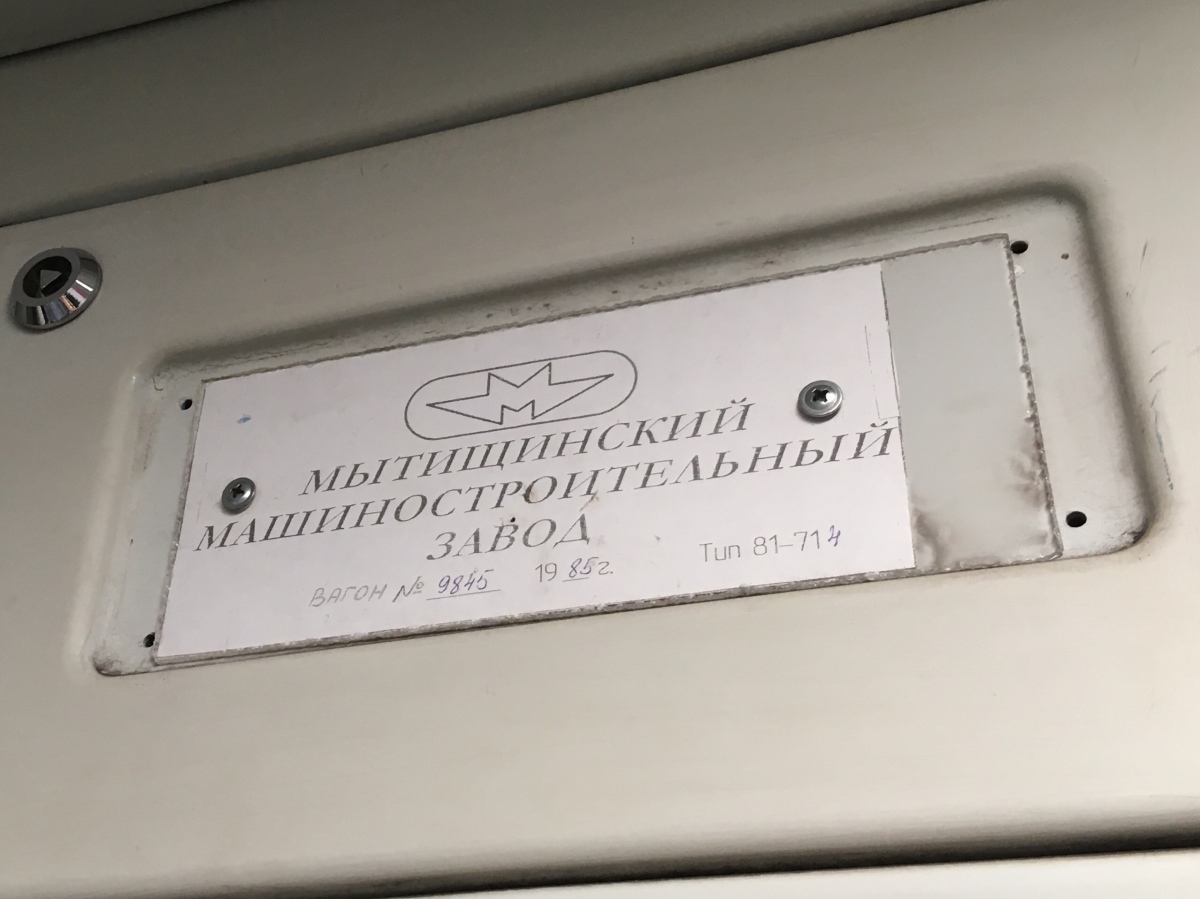 МЫТИЩИНСКИЙ
МАШИНОСТРОИТЕЛЬНЫЙ
ЗАВОД
ВАГОН № 9845 1985г. Тип 81-714